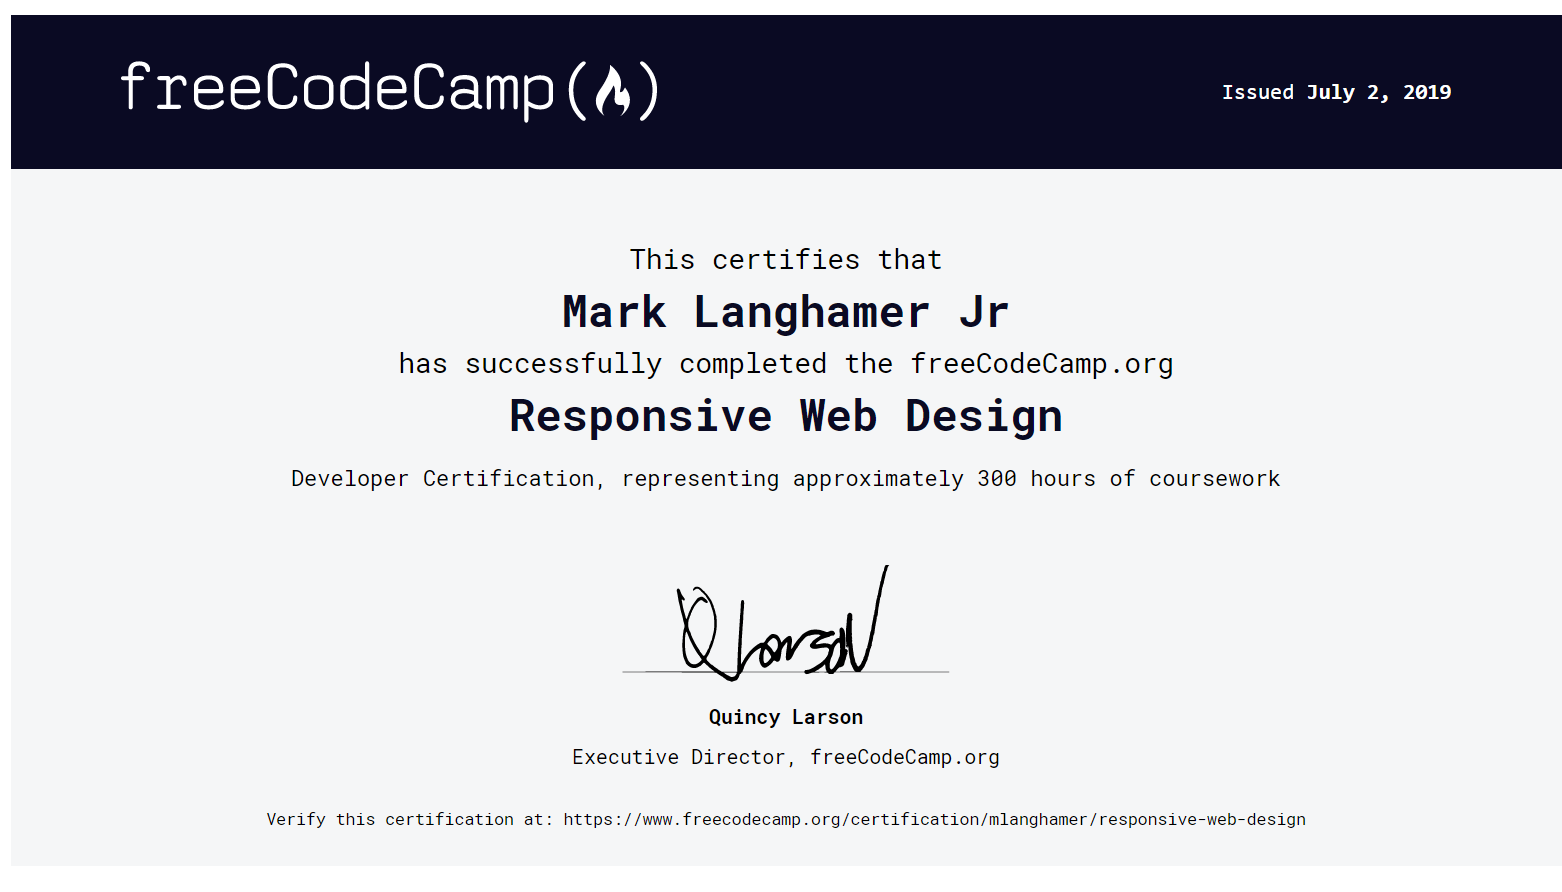 freeCodeCamp(🔥)
Issued July 2, 2019
This certifies that
Mark Langhamer Jr
has successfully completed the freeCodeCamp.org
Responsive Web Design
Developer Certification, representing approximately 300 hours of coursework
Q Larson
Quincy Larson
Executive Director, freeCodeCamp.org
Verify this certification at: https://www.freecodecamp.org/certification/mlanghamer/responsive-web-design